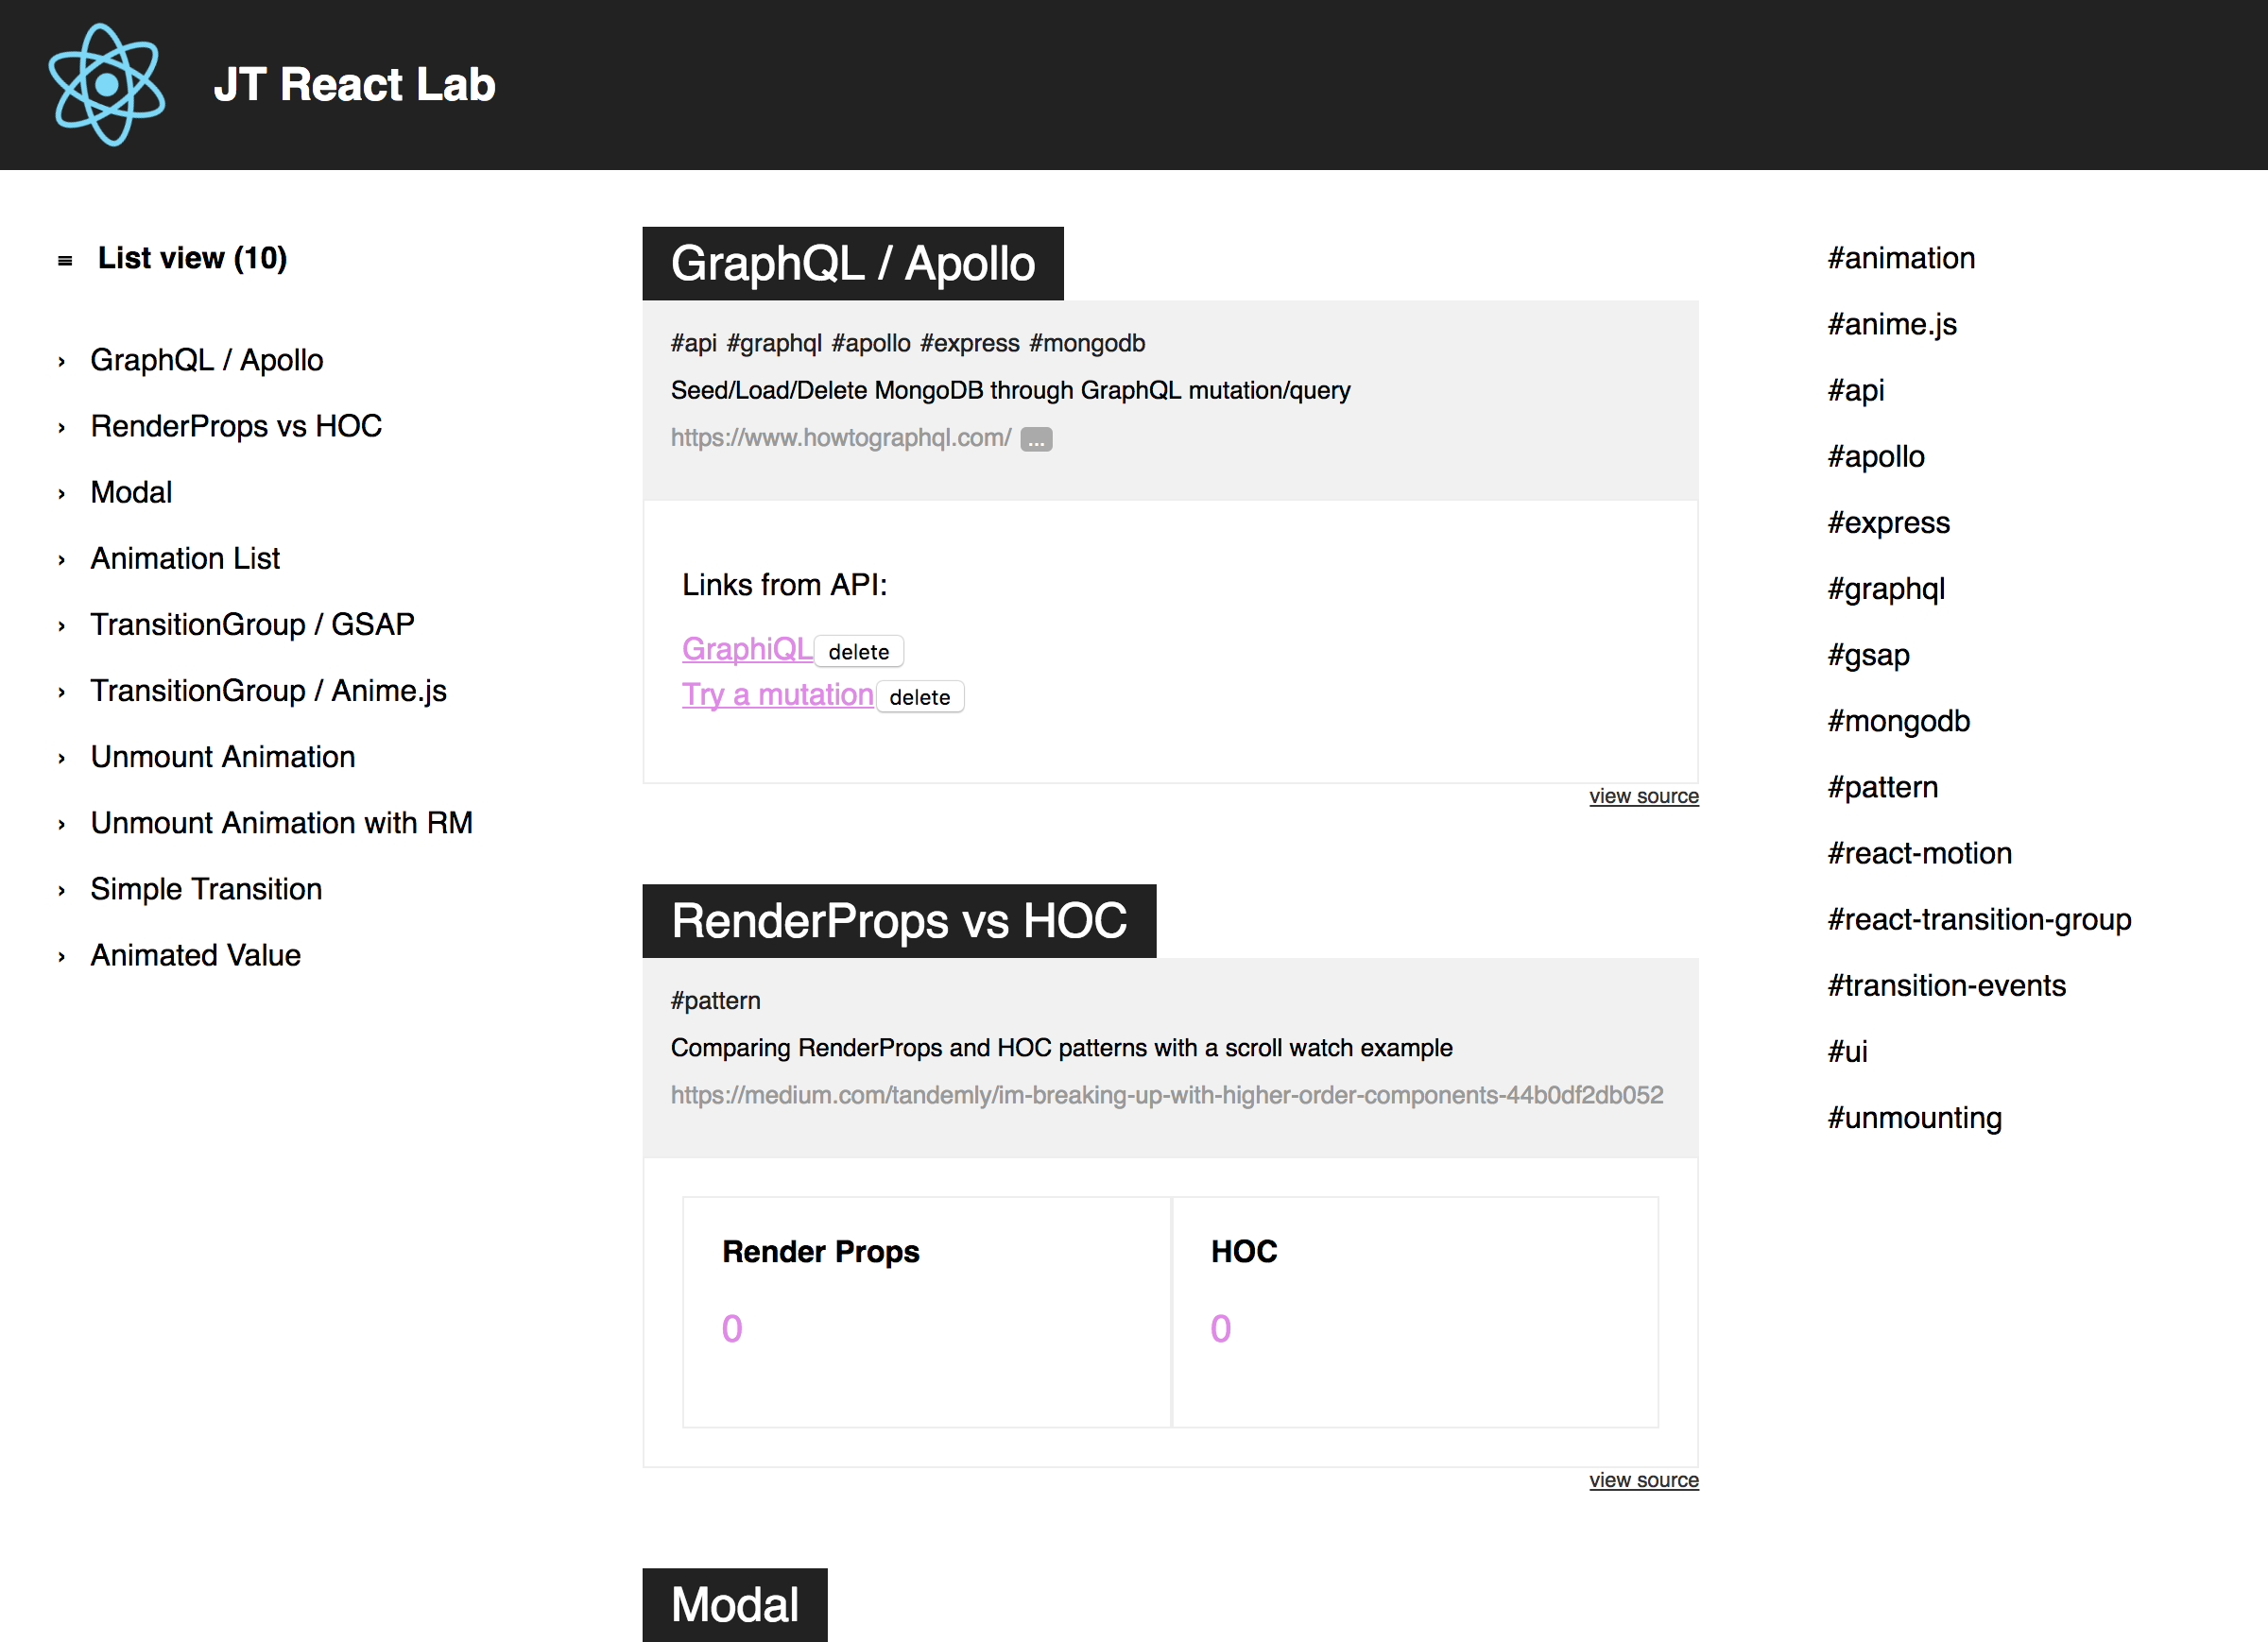 JT React Lab
≡ List view (10)
› GraphQL / Apollo
› RenderProps vs HOC
› Modal
› Animation List
› TransitionGroup / GSAP
› TransitionGroup / Anime.js
› Unmount Animation
› Unmount Animation with RM
› Simple Transition
› Animated Value
GraphQL / Apollo
#api #graphql #apollo #express #mongodb
Seed/Load/Delete MongoDB through GraphQL mutation/query
https://www.howtographql.com/ ...
Links from API:
GraphiQL delete
Try a mutation delete
view source
RenderProps vs HOC
#pattern
Comparing RenderProps and HOC patterns with a scroll watch example
https://medium.com/tandemly/im-breaking-up-with-higher-order-components-44b0df2db052
Render Props
0
HOC
0
view source
Modal
#animation
#anime.js
#api
#apollo
#express
#graphql
#gsap
#mongodb
#pattern
#react-motion
#react-transition-group
#transition-events
#ui
#unmounting